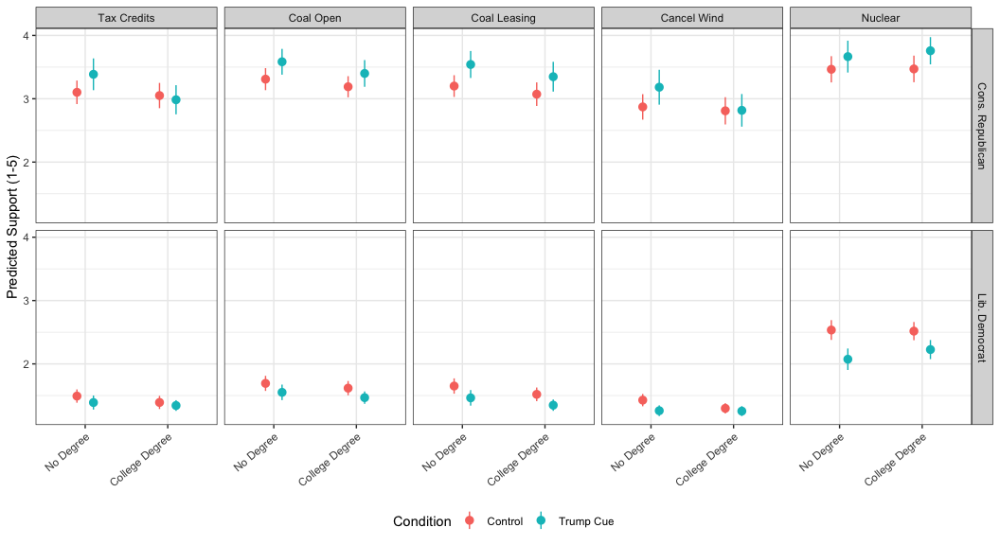 Tax Credits Coal Open Coal Leasing Cancel Wind Nuclear
Predicted Support (1-5)
4
3
2
Cons. Republican
4
3
2
Lib. Democrat
No Degree College Degree No Degree College Degree No Degree College Degree No Degree College Degree No Degree College Degree
Condition Control Trump Cue